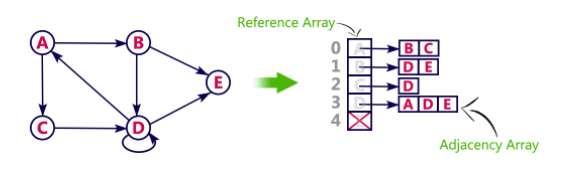 Reference Array
A B E C D
0 A B C
1 B D E
2 C D
3 D A D E
4
Adjacency Array